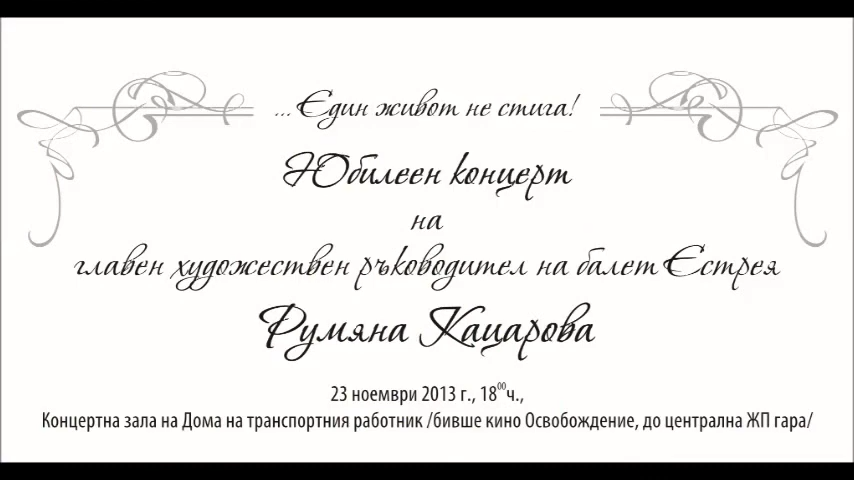 ...Един живот не стига!
Юбилеен концерт
на
главен художествен ръководител на балет Естрея
Румяна Кацарова
23 ноември 2013 г., 18⁰⁰ч.,
Концертна зала на Дома на транспортния работник /бивше кино Освобождение, до централна ЖП гара/